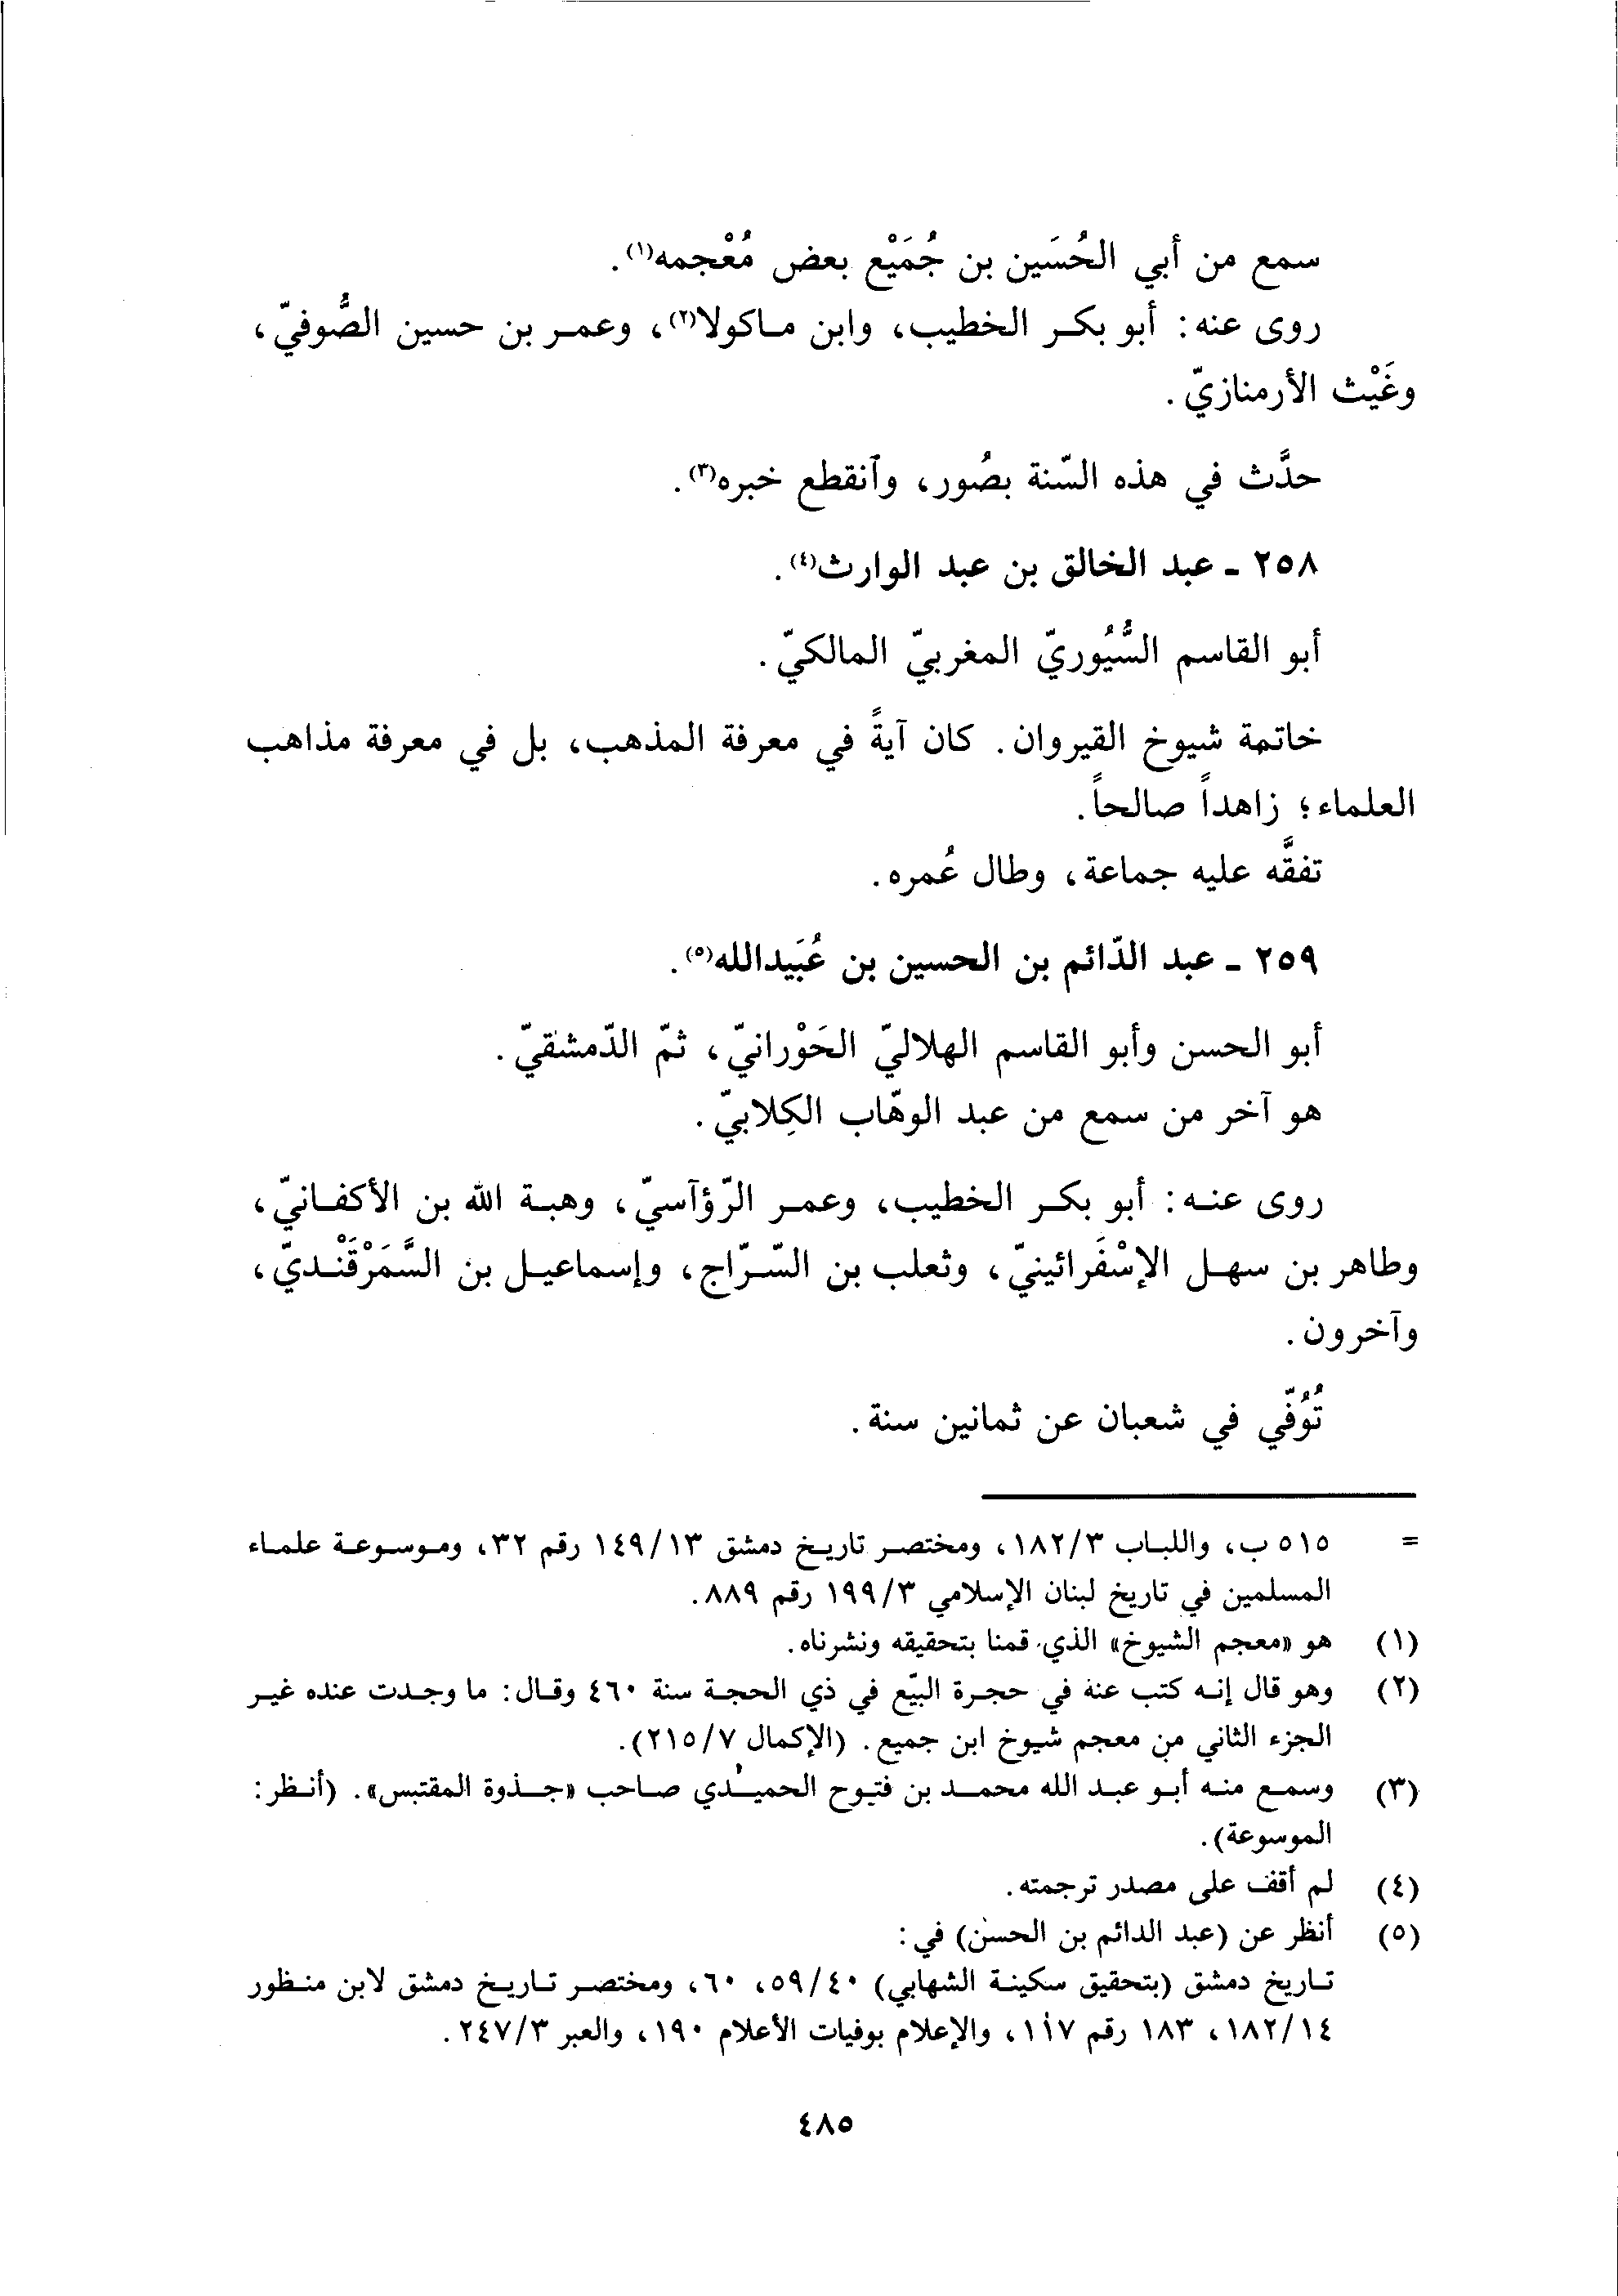 سمع من أبي الحُسَين بن جُمَيْع بعض مُعْجمه(١).
روى عنه: أبو بكر الخطيب، وابن ماكولا(٢)، وعمر بن حسين الصُّوفيّ،
وغَيْث الأرمنازيّ.
حدَّث في هذه السّنة بصُور، وٱنقطع خبره(٣).
٢٥٨ - عبد الخالق بن عبد الوارث(٤).
أبو القاسم السُّيُوريّ المغربيّ المالكيّ.
خاتمة شيوخ القيروان. كان آيةً في معرفة المذهب، بل في معرفة مذاهب
العلماء؛ زاهداً صالحاً.
تفقَّه عليه جماعة، وطال عُمره.
٢٥٩ - عبد الدّائم بن الحسين بن عُبَيدالله(٥).
أبو الحسن وأبو القاسم الهلاليّ الحَوْرانيّ، ثمّ الدّمشقيّ.
هو آخر من سمع من عبد الوهّاب الكِلابيّ.
روى عنه: أبو بكر الخطيب، وعمر الرّؤآسيّ، وهبة الله بن الأكفانيّ،
وطاهر بن سهل الإسْفَرائينيّ، وثعلب بن السّرّاج، وإسماعيل بن السَّمَرْقَنْديّ،
وآخرون.
تُوُفّي في شعبان عن ثمانين سنة.
= ٥١٥ ب، واللباب ١٨٢/٣، ومختصر تاريخ دمشق ١٤٩/١٣ رقم ٣٢، وموسوعة علماء
المسلمين في تاريخ لبنان الإسلامي ١٩٩/٣ رقم ٨٨٩.
(١) هو «معجم الشيوخ» الذي قمنا بتحقيقه ونشرناه.
(٢) وهو قال إنه كتب عنه في حجرة البيّع في ذي الحجة سنة ٤٦٠ وقال: ما وجدت عنده غير
الجزء الثاني من معجم شيوخ ابن جميع. (الإكمال ٢١٥/٧).
(٣) وسمع منه أبو عبد الله محمد بن فتوح الحميدي صاحب «جذوة المقتبس». (أنظر:
الموسوعة).
(٤) لم أقف على مصدر ترجمته.
(٥) أنظر عن (عبد الدائم بن الحسن) في:
تاريخ دمشق (بتحقيق سكينة الشهابي) ٥٩/٤٠، ٦٠، ومختصر تاريخ دمشق لابن منظور
١٨٢/١٤، ١٨٣ رقم ١١٧، والإعلام بوفيات الأعلام ١٩٠، والعبر ٢٤٧/٣.
٤٨٥